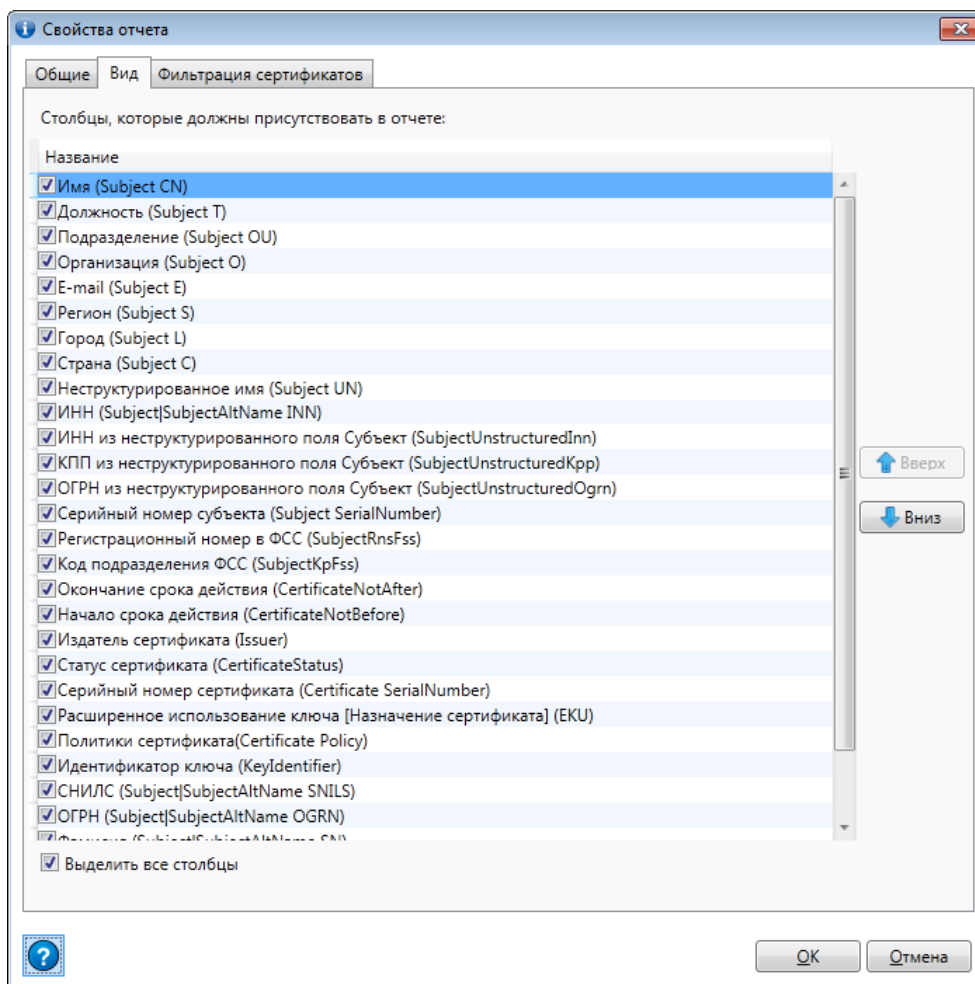 Свойства отчета
Общие Вид Фильтрация сертификатов
Столбцы, которые должны присутствовать в отчете:
Название
Имя (Subject CN)
Должность (Subject T)
Подразделение (Subject OU)
Организация (Subject O)
E-mail (Subject E)
Регион (Subject S)
Город (Subject L)
Страна (Subject C)
Неструктурированное имя (Subject UN)
ИНН (Subject|SubjectAltName INN)
ИНН из неструктурированного поля Субъект (SubjectUnstructuredInn)
КПП из неструктурированного поля Субъект (SubjectUnstructuredKpp)
ОГРН из неструктурированного поля Субъект (SubjectUnstructuredOgrn)
Серийный номер субъекта (Subject SerialNumber)
Регистрационный номер в ФСС (SubjectRnsFss)
Код подразделения ФСС (SubjectKpFss)
Окончание срока действия (CertificateNotAfter)
Начало срока действия (CertificateNotBefore)
Издатель сертификата (Issuer)
Статус сертификата (CertificateStatus)
Серийный номер сертификата (Certificate SerialNumber)
Расширенное использование ключа [Назначение сертификата] (EKU)
Политики сертификата(Certificate Policy)
Идентификатор ключа (KeyIdentifier)
СНИЛС (Subject|SubjectAltName SNILS)
ОГРН (Subject|SubjectAltName OGRN)
Фамилия (Subject|SubjectAltName SN)
Вверх
Вниз
Выделить все столбцы
?
OK Отмена